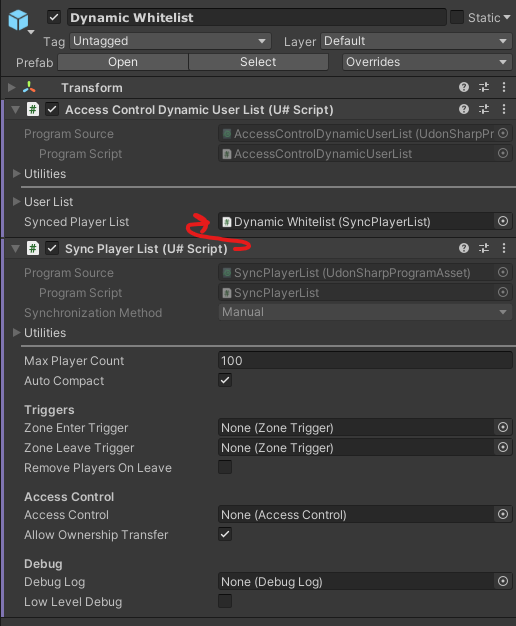 Dynamic Whitelist Static
Tag Untagged Layer Default
Prefab Open Select Overrides
Transform
# Access Control Dynamic User List (U# Script)
Program Source AccessControlDynamicUserList (UdonSharpPr
Program Script # AccessControlDynamicUserList
Utilities
User List
Synced Player List # Dynamic Whitelist (SyncPlayerList)
# Sync Player List (U# Script)
Program Source SyncPlayerList (UdonSharpProgramAsset)
Program Script # SyncPlayerList
Synchronization Method Manual
Utilities
Max Player Count 100
Auto Compact
Triggers
Zone Enter Trigger None (Zone Trigger)
Zone Leave Trigger None (Zone Trigger)
Remove Players On Leave
Access Control
Access Control None (Access Control)
Allow Ownership Transfer
Debug
Debug Log None (Debug Log)
Low Level Debug